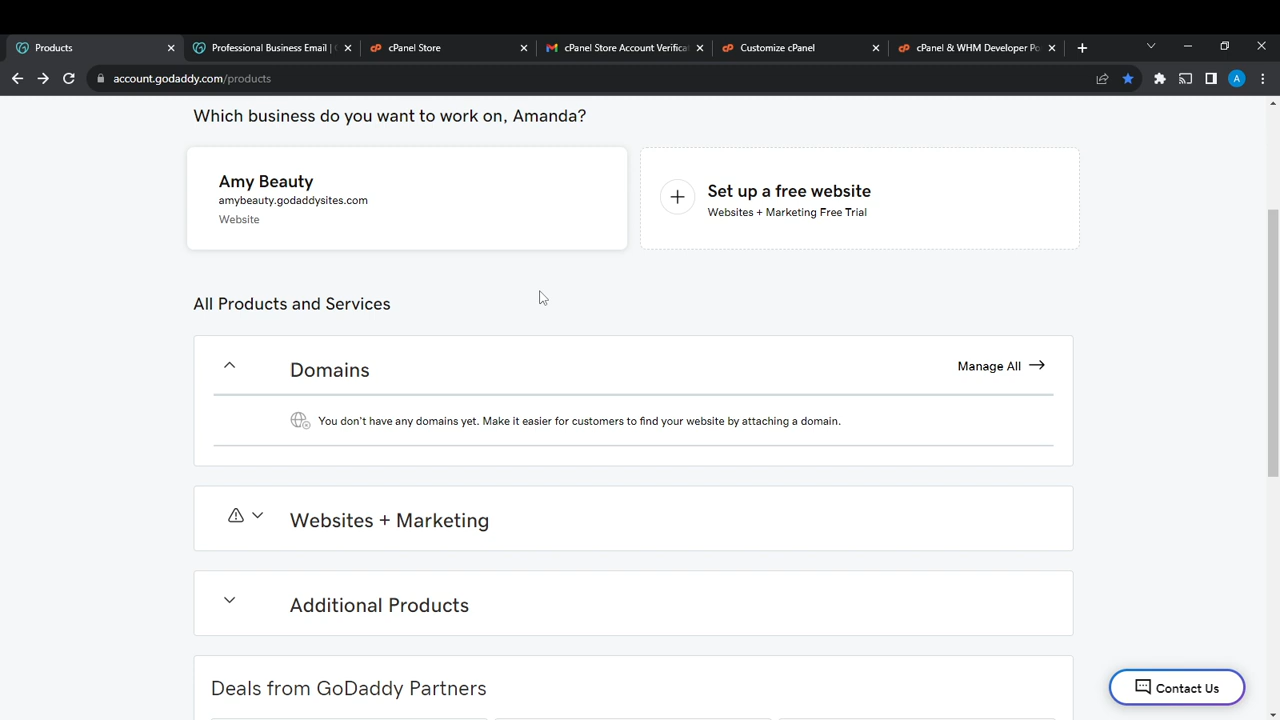 Products
Professional Business Email |
cPanel Store
cPanel Store Account Verificat
Customize cPanel
cPanel & WHM Developer Po
account.godaddy.com/products
A
Which business do you want to work on, Amanda?
Amy Beauty
amybeauty.godaddysites.com
Website
Set up a free website
Websites + Marketing Free Trial
All Products and Services
Domains
Manage All
You don't have any domains yet. Make it easier for customers to find your website by attaching a domain.
Websites + Marketing
Additional Products
Deals from GoDaddy Partners
Contact Us